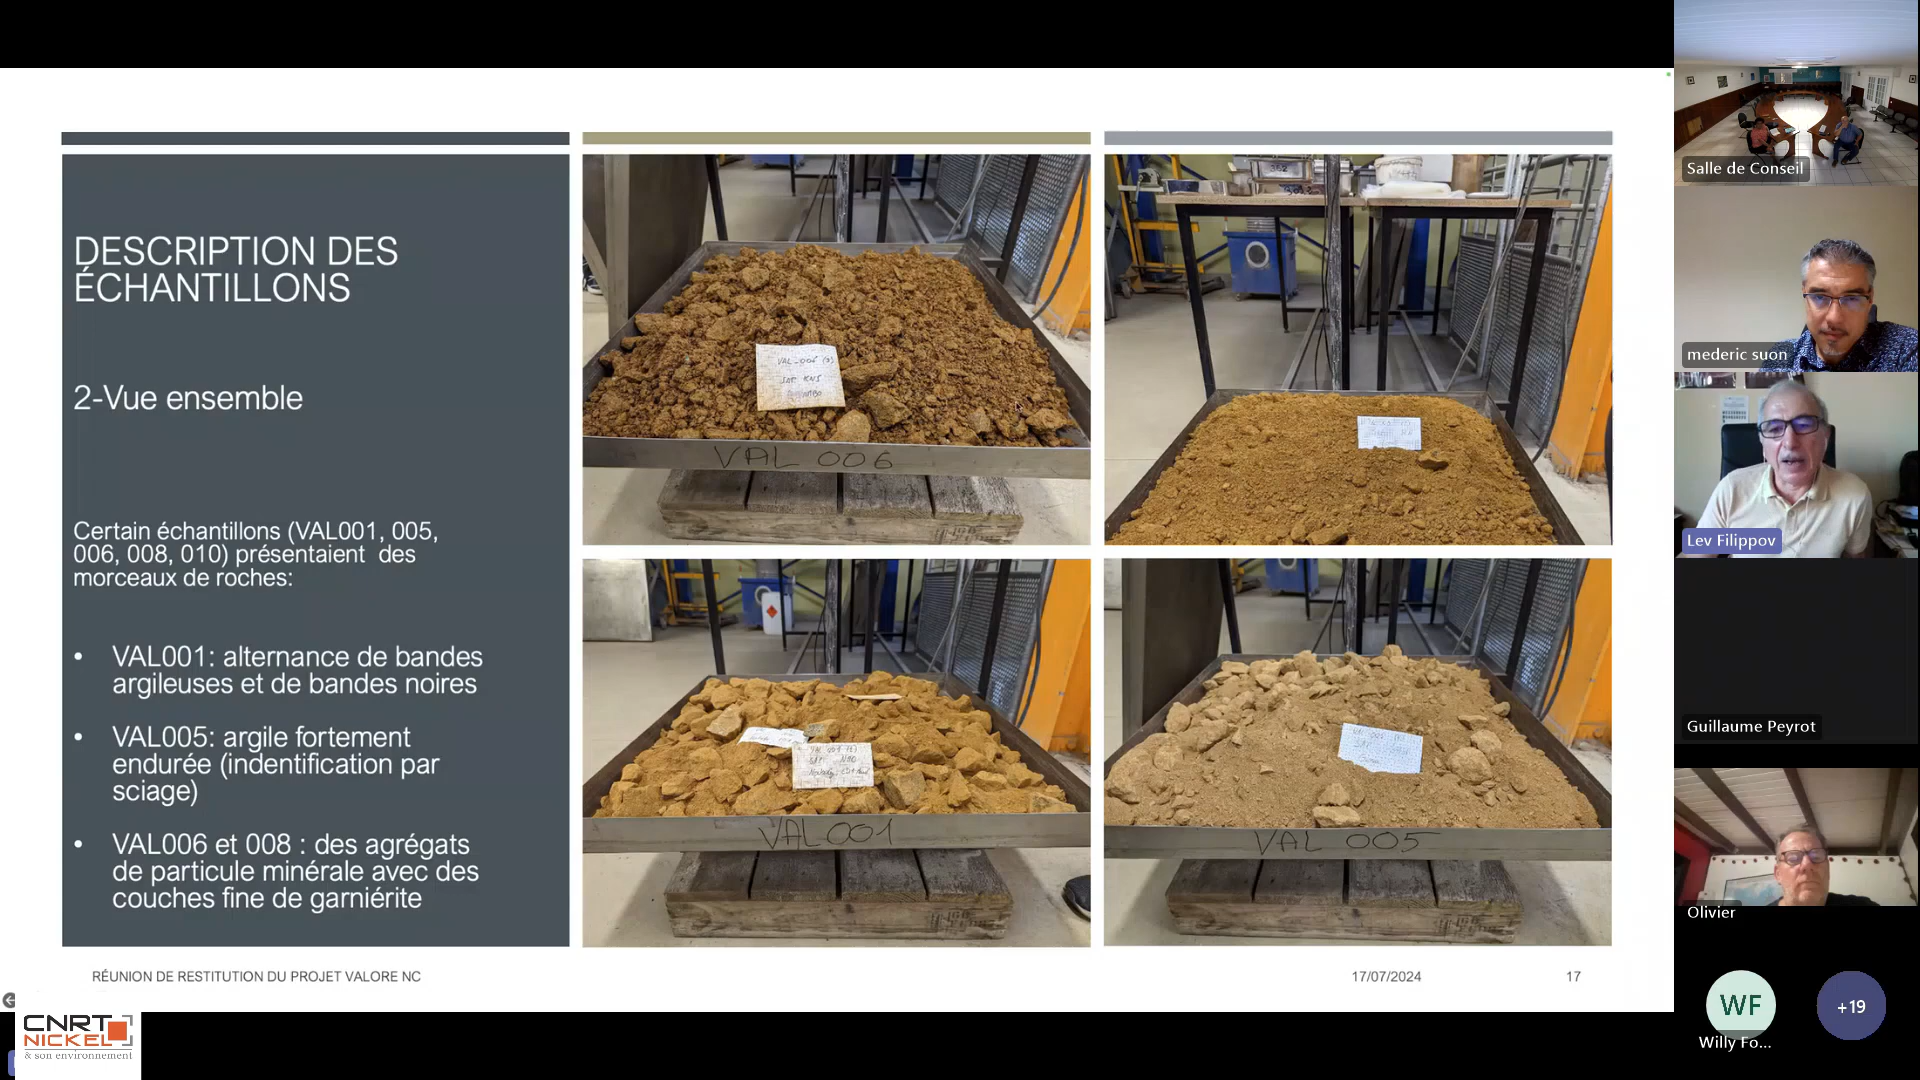 DESCRIPTION DES
ÉCHANTILLONS
2-Vue ensemble
Certain échantillons (VAL001, 005,
006, 008, 010) présentaient des
morceaux de roches:
• VAL001: alternance de bandes
argileuses et de bandes noires
• VAL005: argile fortement
endurée (indentification par
sciage)
• VAL006 et 008 : des agrégats
de particule minérale avec des
couches fine de garniérite
VAL 006
VAL001
VAL 005
RÉUNION DE RESTITUTION DU PROJET VALORE NC
17/07/2024
17
CNRT
NICKEL
& son environnement
Salle de Conseil
mederic suon
Lev Filippov
Guillaume Peyrot
Olivier
WF
Willy Fo...
+19